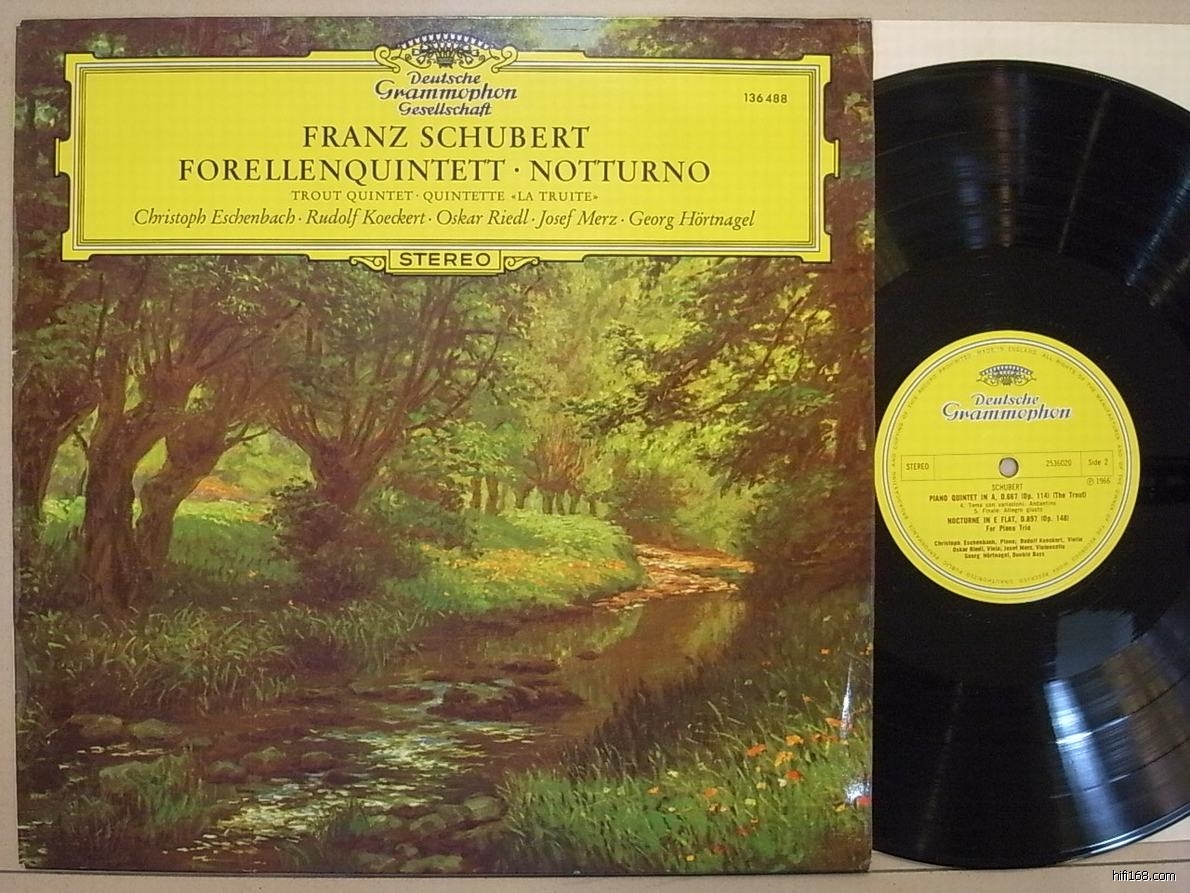 Deutsche
Grammophon
Gesellschaft
136 488
FRANZ SCHUBERT
FORELLENQUINTETT · NOTTURNO
TROUT QUINTET · QUINTETTE «LA TRUITE»
Christoph Eschenbach · Rudolf Koeckert · Oskar Riedl · Josef Merz · Georg Hörtnagel
STEREO
Deutsche
Grammophon
STEREO
2536020
Side 2
℗ 1966
SCHUBERT
PIANO QUINTET IN A, D.667 (Op. 114) (The Trout)
4. Tema con variazioni: Andantino
5. Finale: Allegro giusto
NOCTURNE IN E FLAT, D.897 (Op. 148)
For Piano Trio
Christoph Eschenbach, Piano; Rudolf Koeckert, Violin
Oskar Riedl, Viola; Josef Merz, Violoncello
Georg Hörtnagel, Double Bass
MADE IN ENGLAND
hifi168.com